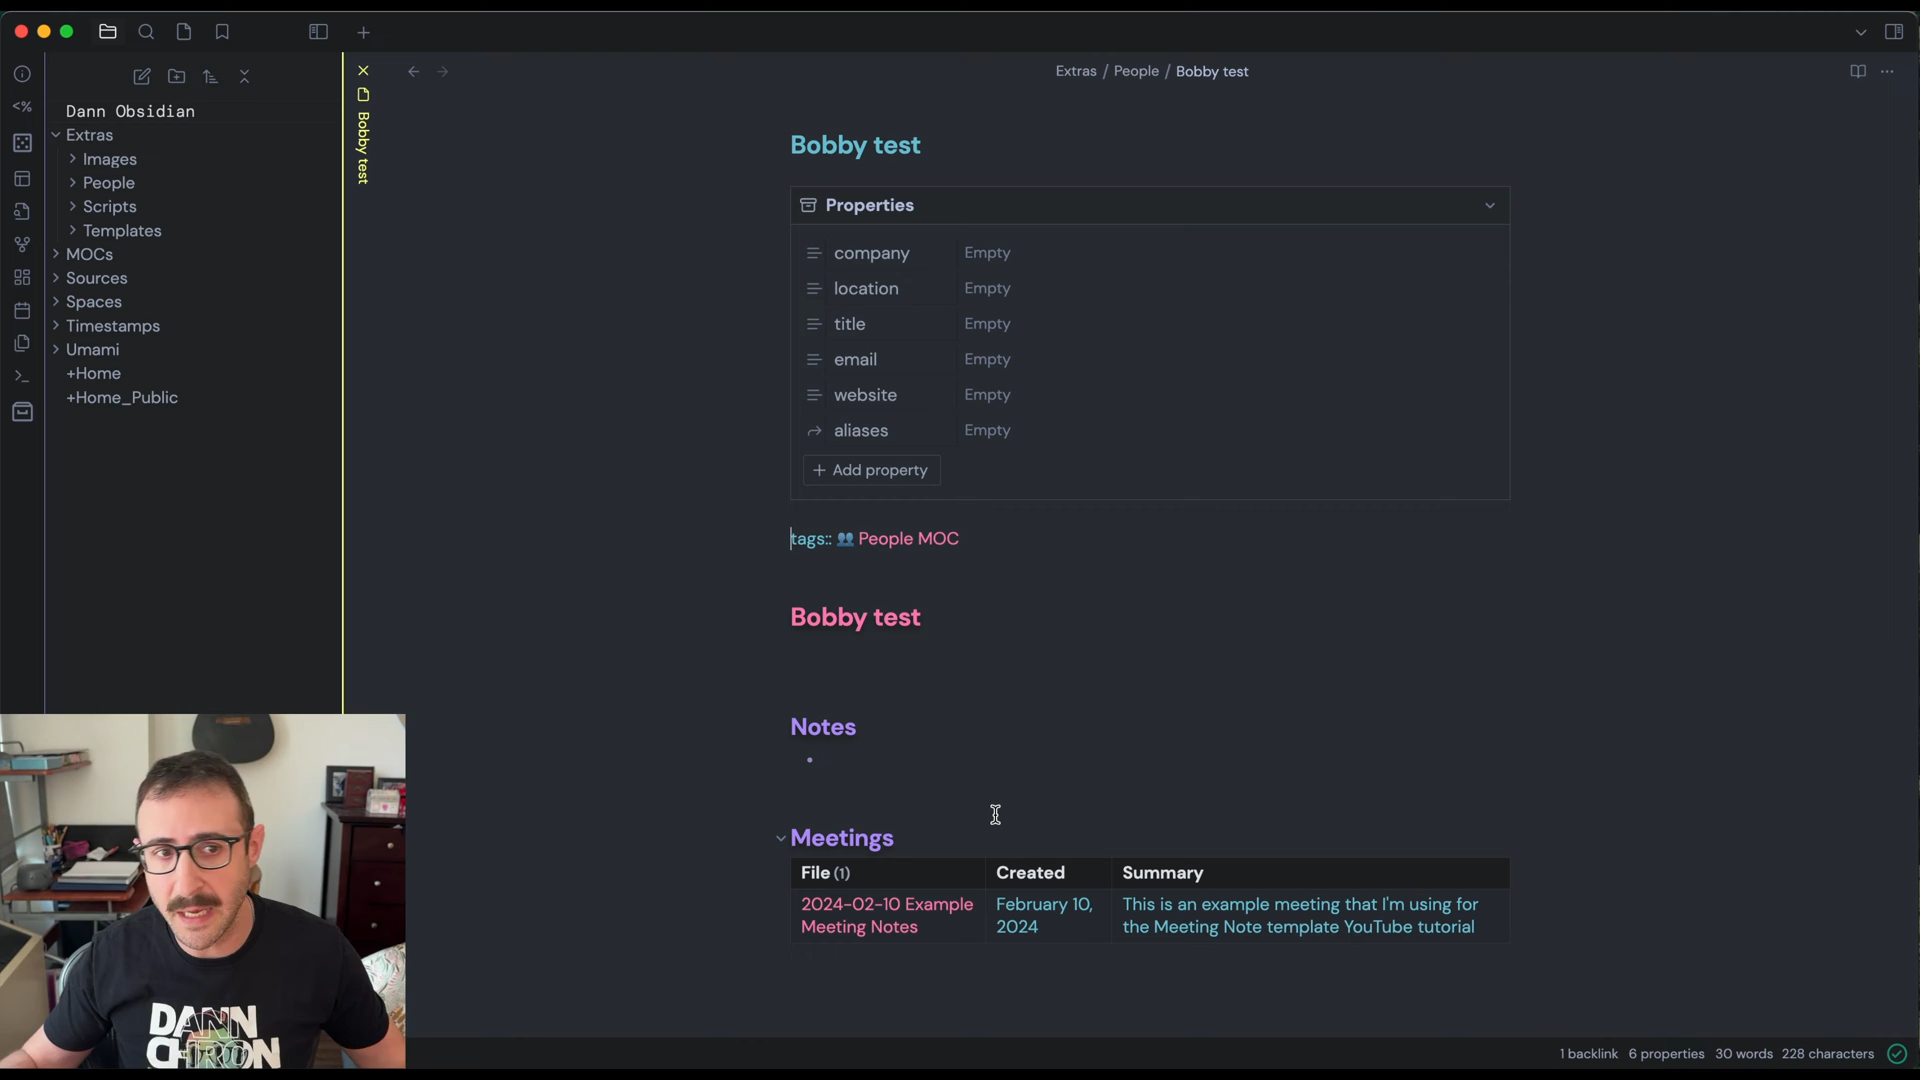 Extras / People / Bobby test
Dann Obsidian
Extras
Images
People
Scripts
Templates
MOCs
Sources
Spaces
Timestamps
Umami
+Home
+Home_Public
Bobby test
Bobby test
Properties
company Empty
location Empty
title Empty
email Empty
website Empty
aliases Empty
+ Add property
tags:: 👥 People MOC
Bobby test
Notes
Meetings
File (1) Created Summary
2024-02-10 Example February 10, This is an example meeting that I'm using for
Meeting Notes 2024 the Meeting Note template YouTube tutorial
DANN
CHRON
1 backlink 6 properties 30 words 228 characters